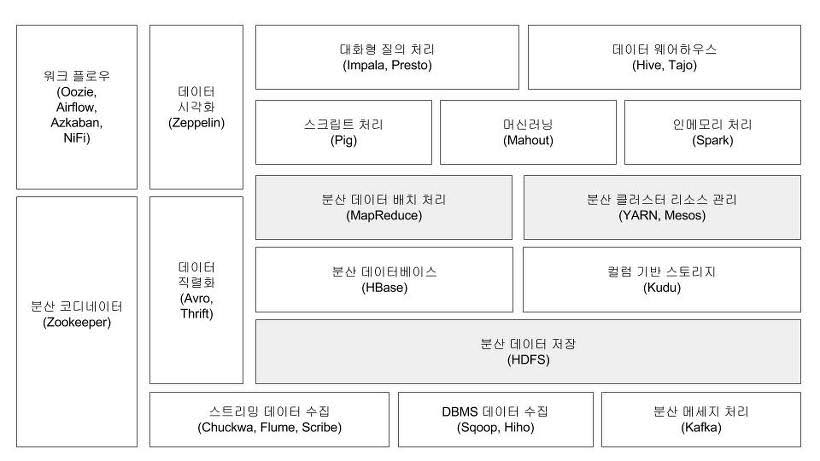 워크 플로우
(Oozie,
Airflow,
Azkaban,
NiFi)
데이터
시각화
(Zeppelin)
대화형 질의 처리
(Impala, Presto)
데이터 웨어하우스
(Hive, Tajo)
스크립트 처리
(Pig)
머신러닝
(Mahout)
인메모리 처리
(Spark)
분산 데이터 배치 처리
(MapReduce)
분산 클러스터 리소스 관리
(YARN, Mesos)
분산 코디네이터
(Zookeeper)
데이터
직렬화
(Avro,
Thrift)
분산 데이터베이스
(HBase)
컬럼 기반 스토리지
(Kudu)
분산 데이터 저장
(HDFS)
스트리밍 데이터 수집
(Chuckwa, Flume, Scribe)
DBMS 데이터 수집
(Sqoop, Hiho)
분산 메세지 처리
(Kafka)